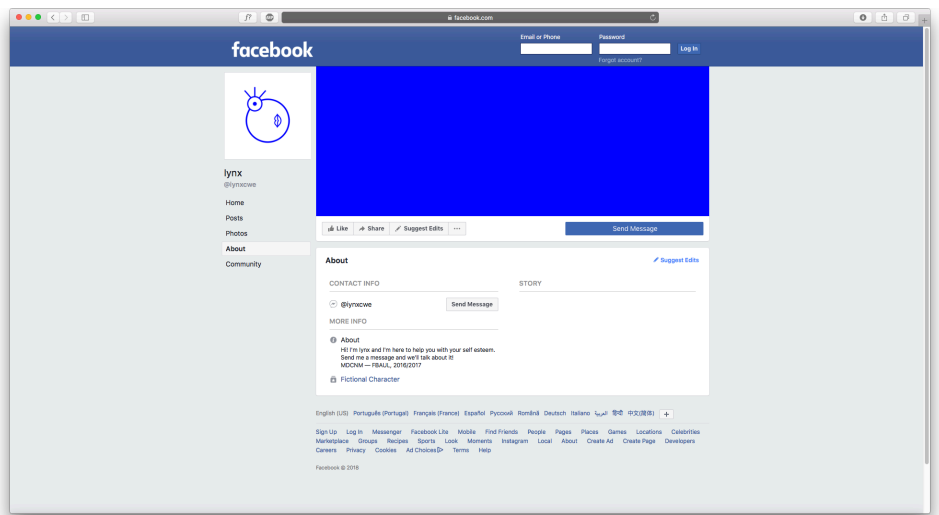 facebook.com
facebook
Email or Phone
Password
Log In
Forgot account?
lynx
@lynxcwe
Home
Posts
Photos
About
Community
Like
Share
Suggest Edits
Send Message
About
Suggest Edits
CONTACT INFO
STORY
@lynxcwe
Send Message
MORE INFO
About
Hi! I'm lynx and I'm here to help you with your self esteem.
Send me a message and we'll talk about it!
MDCNM — FBAUL, 2016/2017
Fictional Character
English (US) Português (Portugal) Français (France) Español Русский Română Deutsch Italiano العربية हिन्दी 中文(简体)
Sign Up Log In Messenger Facebook Lite Mobile Find Friends People Pages Places Games Locations Celebrities
Marketplace Groups Recipes Sports Look Moments Instagram Local About Create Ad Create Page Developers
Careers Privacy Cookies Ad Choices Terms Help
Facebook © 2018